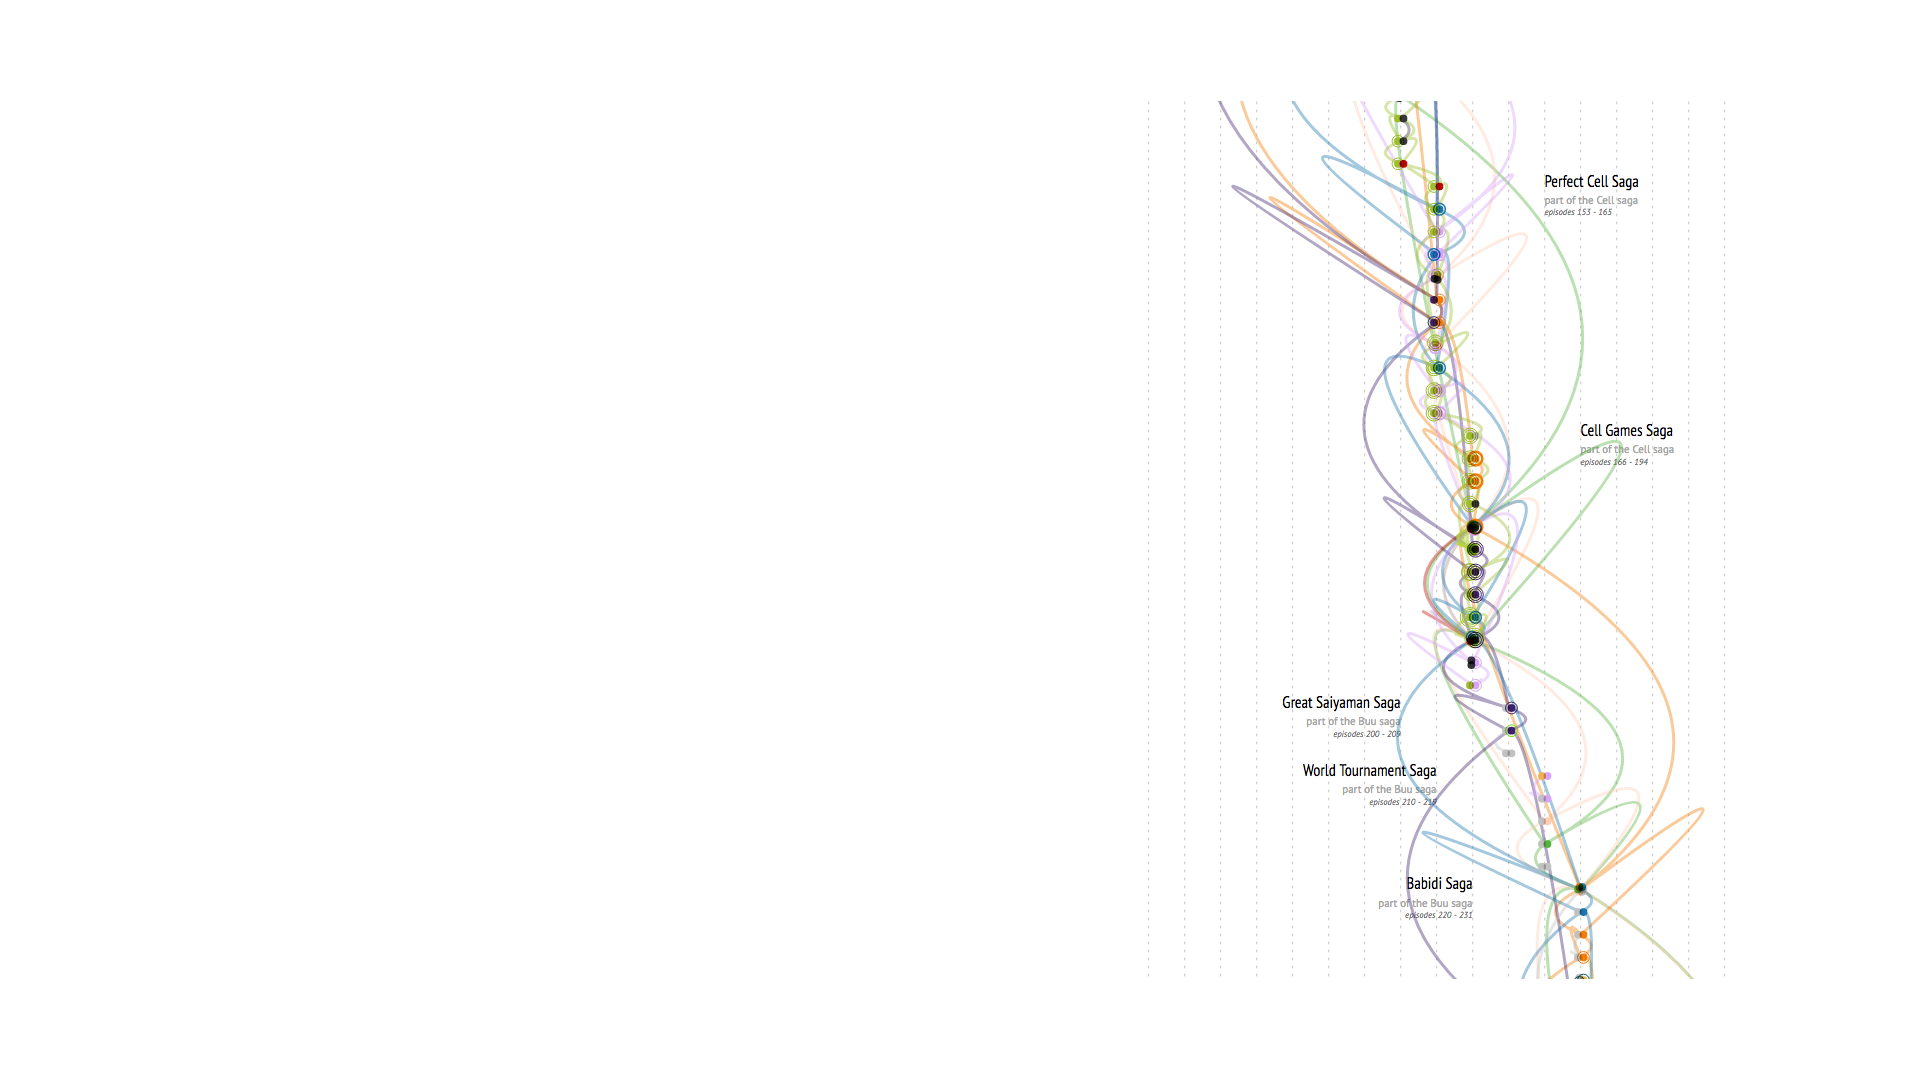 Perfect Cell Saga
part of the Cell saga
episodes 153 - 165
Cell Games Saga
part of the Cell saga
episodes 166 - 194
Great Saiyaman Saga
part of the Buu saga
episodes 200 - 209
World Tournament Saga
part of the Buu saga
episodes 210 - 219
Babidi Saga
part of the Buu saga
episodes 220 - 231